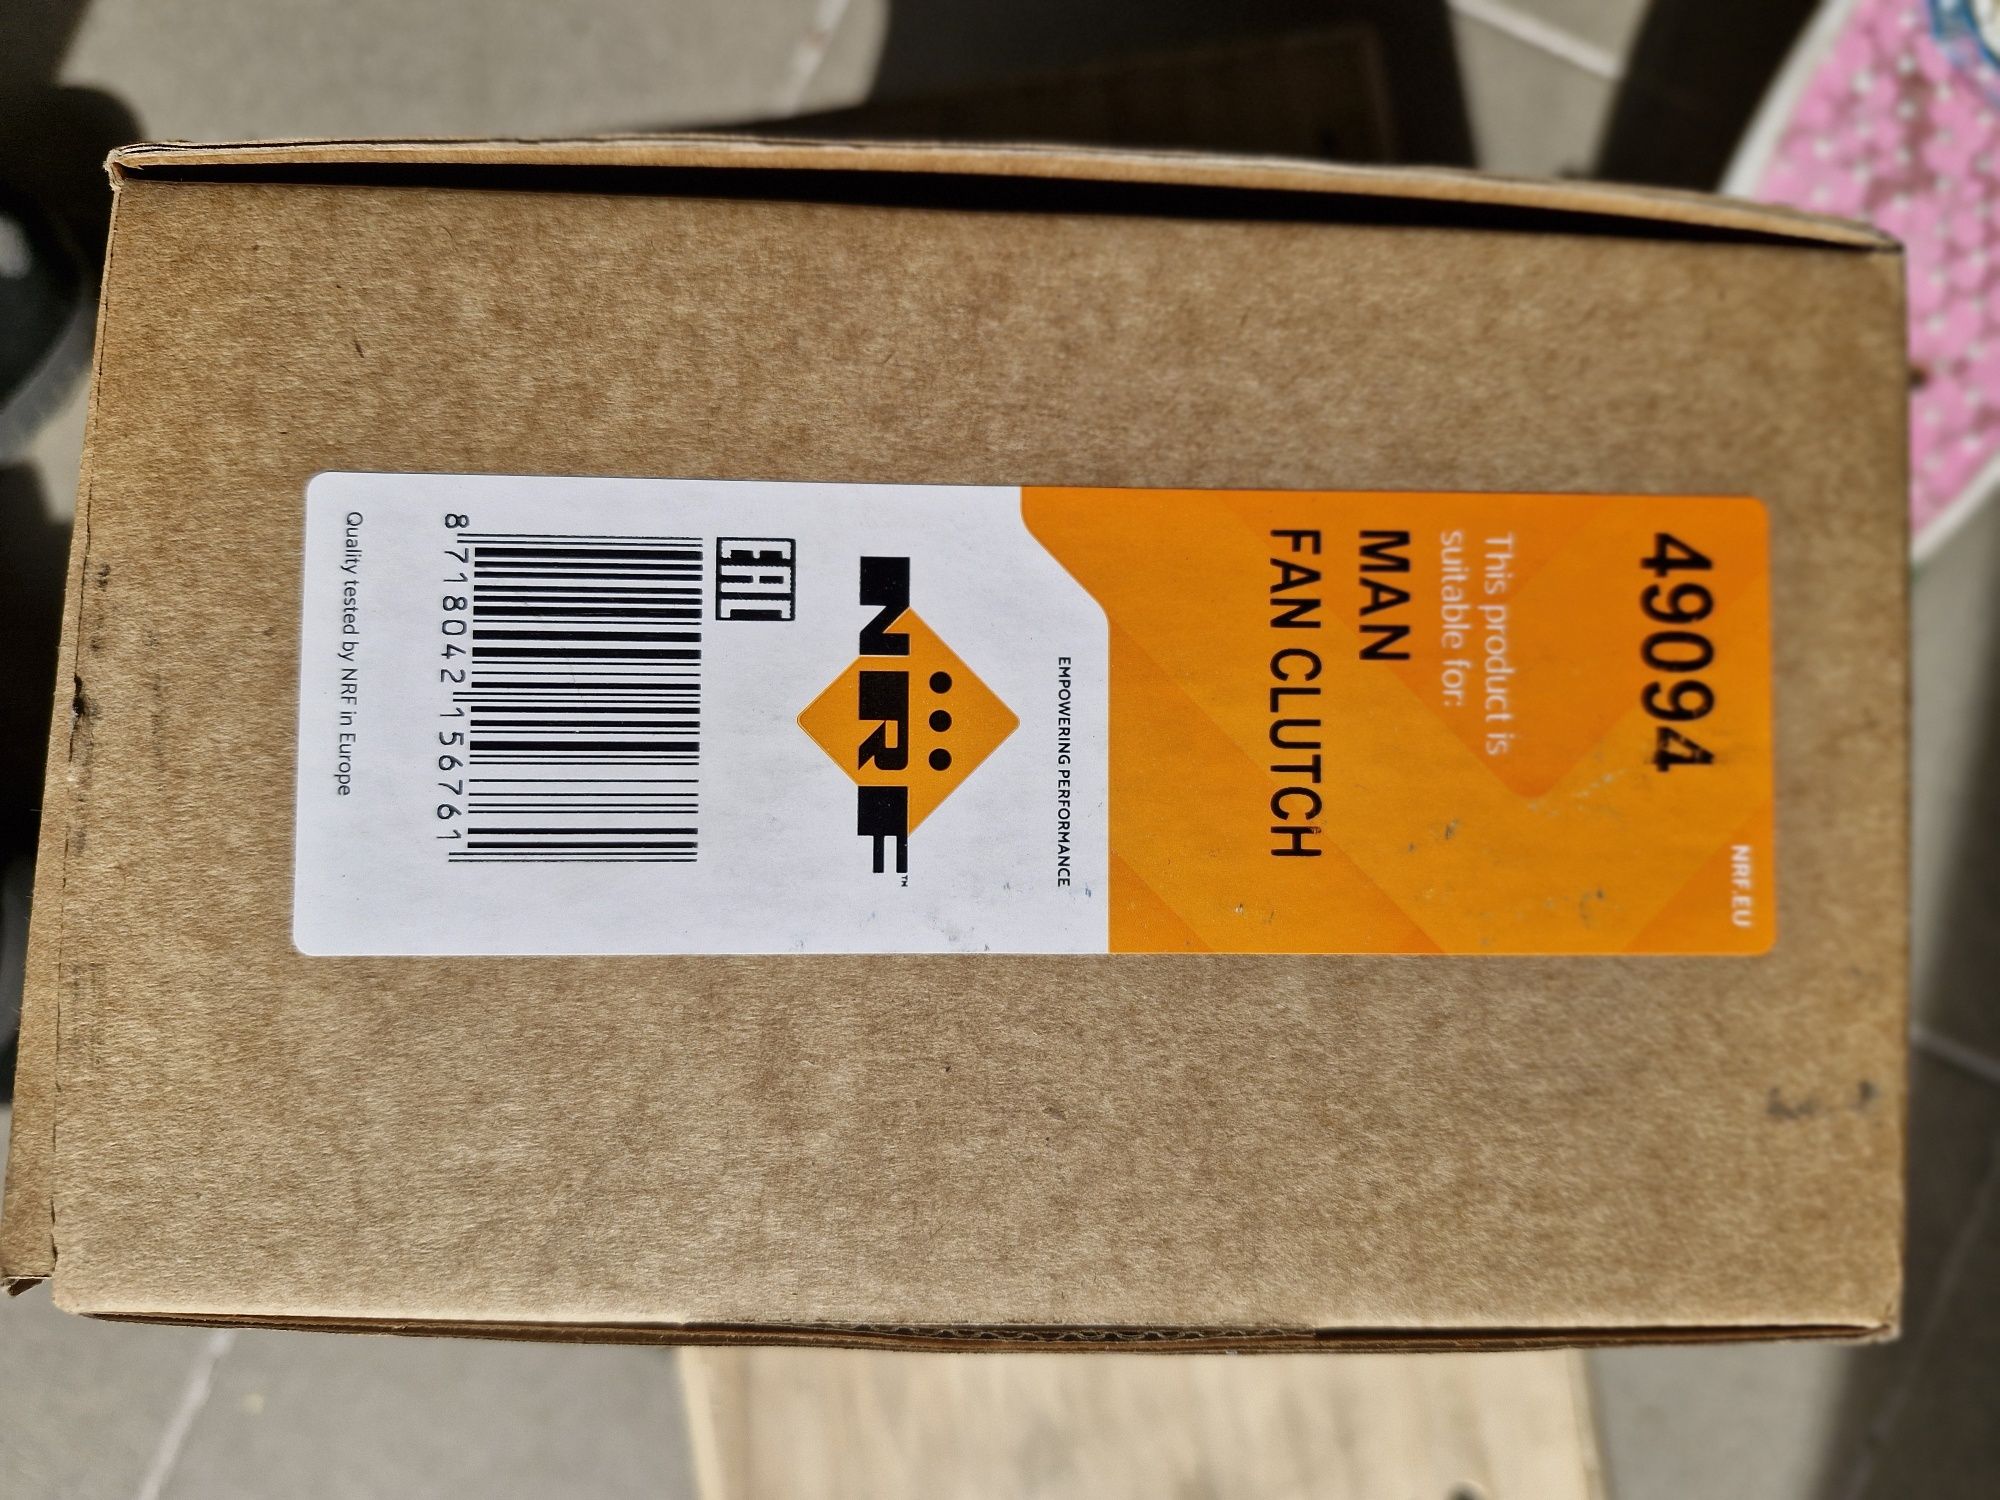 NRF.EU
49094
This product is
suitable for:
MAN
FAN CLUTCH
EMPOWERING PERFORMANCE
NRF™
EAC
8 718042 156761
Quality tested by NRF in Europe